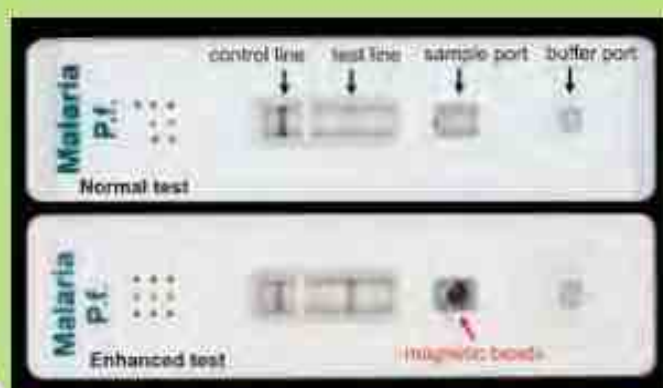 control line test line sample port buffer port
Malaria
P.f.
Normal test
Malaria
P.f.
magnetic beads
Enhanced test